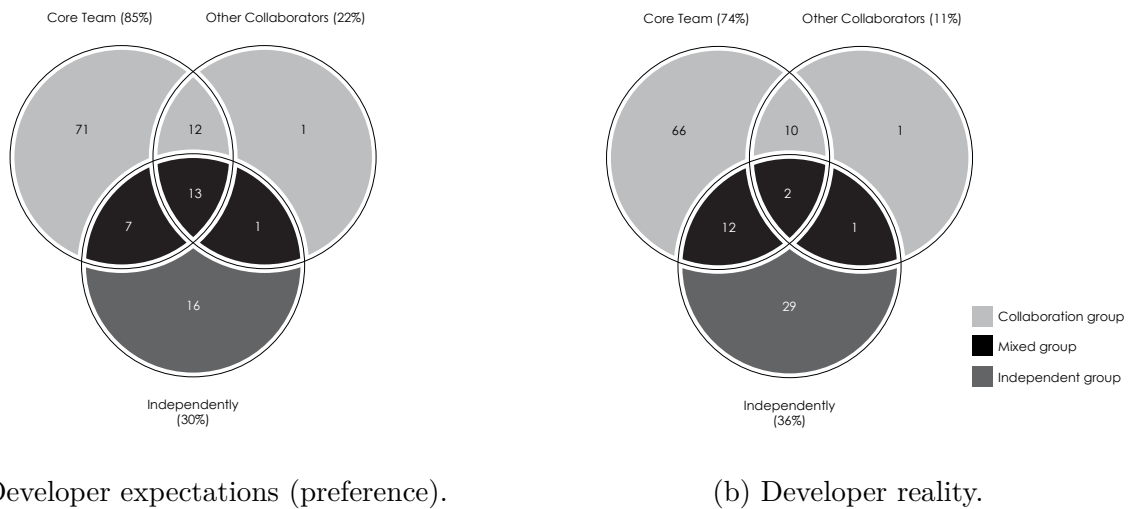 Core Team (85%)
Other Collaborators (22%)
71
12
1
13
7
1
16
Independently
(30%)
Developer expectations (preference).
Core Team (74%)
Other Collaborators (11%)
66
10
1
2
12
1
29
Independently
(36%)
Collaboration group
Mixed group
Independent group
(b) Developer reality.